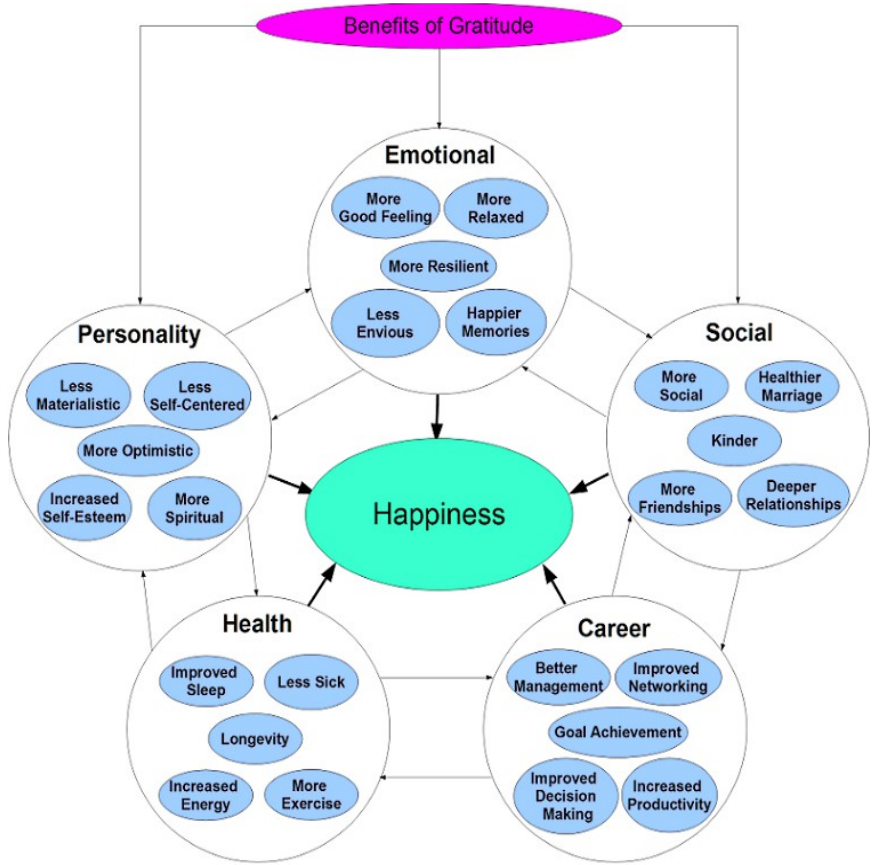 Benefits of Gratitude
Emotional
More
Good Feeling
More
Relaxed
More Resilient
Less
Envious
Happier
Memories
Personality
Less
Materialistic
Less
Self-Centered
More Optimistic
Increased
Self-Esteem
More
Spiritual
Social
More
Social
Healthier
Marriage
Kinder
More
Friendships
Deeper
Relationships
Happiness
Health
Improved
Sleep
Less Sick
Longevity
Increased
Energy
More
Exercise
Career
Better
Management
Improved
Networking
Goal Achievement
Improved
Decision
Making
Increased
Productivity